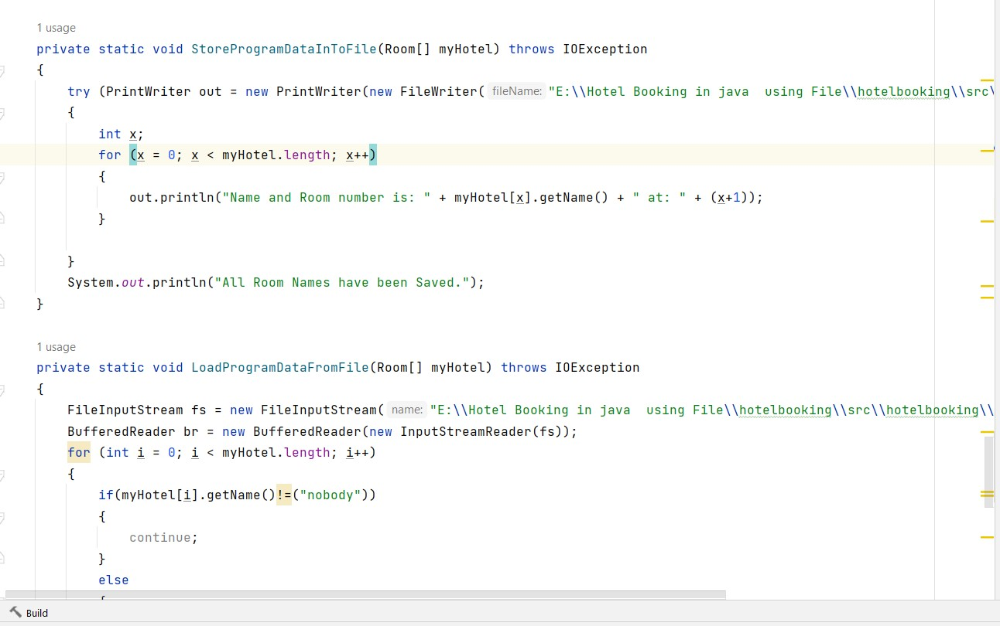 1 usage
private static void StoreProgramDataInToFile(Room[] myHotel) throws IOException
{
try (PrintWriter out = new PrintWriter(new FileWriter( fileName: "E:\\Hotel Booking in java  using File\\hotelbooking\\src\
{
int x;
for (x = 0; x < myHotel.length; x++)
{
out.println("Name and Room number is: " + myHotel[x].getName() + " at: " + (x+1));
}
}
System.out.println("All Room Names have been Saved.");
}
1 usage
private static void LoadProgramDataFromFile(Room[] myHotel) throws IOException
{
FileInputStream fs = new FileInputStream( name: "E:\\Hotel Booking in java  using File\\hotelbooking\\src\\hotelbooking\\
BufferedReader br = new BufferedReader(new InputStreamReader(fs));
for (int i = 0; i < myHotel.length; i++)
{
if(myHotel[i].getName()!=("nobody"))
{
continue;
}
else
{
Build